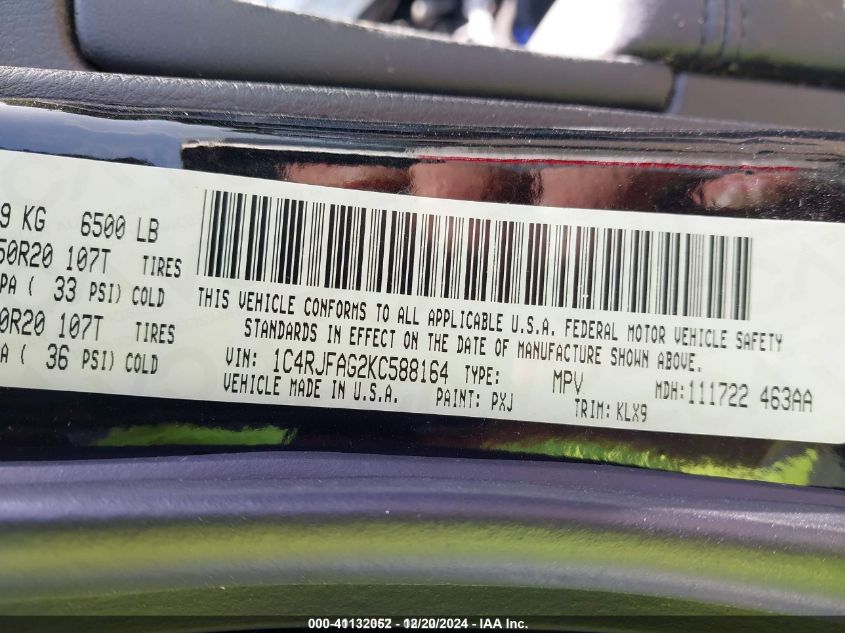 9 KG 6500 LB
50R20 107T TIRES
PA ( 33 PSI) COLD
0R20 107T TIRES
A ( 36 PSI) COLD
THIS VEHICLE CONFORMS TO ALL APPLICABLE U.S.A. FEDERAL MOTOR VEHICLE SAFETY
STANDARDS IN EFFECT ON THE DATE OF MANUFACTURE SHOWN ABOVE.
VIN: 1C4RJFAG2KC588164 TYPE: MPV MDH:111722 463AA
VEHICLE MADE IN U.S.A. PAINT: PXJ TRIM: KLX9
000-41132052 - 12/20/2024 - IAA Inc.